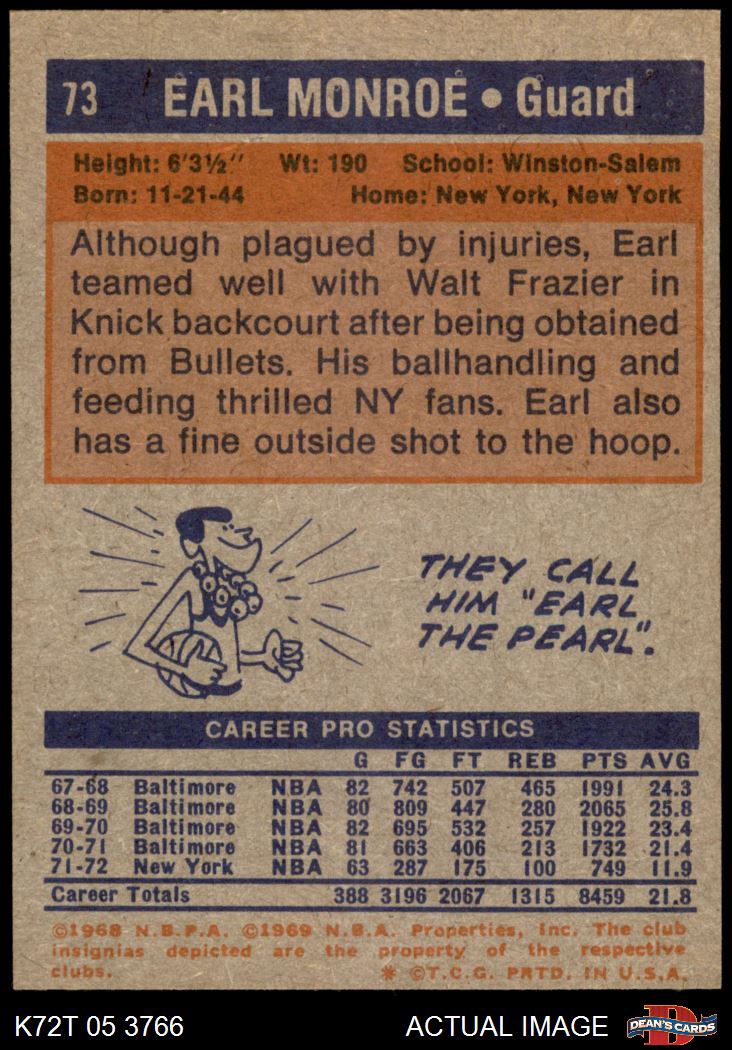 73 EARL MONROE • Guard
Height: 6'3½" Wt: 190 School: Winston-Salem
Born: 11-21-44 Home: New York, New York
Although plagued by injuries, Earl
teamed well with Walt Frazier in
Knick backcourt after being obtained
from Bullets. His ballhandling and
feeding thrilled NY fans. Earl also
has a fine outside shot to the hoop.
THEY CALL
HIM "EARL
THE PEARL".
CAREER PRO STATISTICS
G FG FT REB PTS AVG
67-68 Baltimore NBA 82 742 507 465 1991 24.3
68-69 Baltimore NBA 80 809 447 280 2065 25.8
69-70 Baltimore NBA 82 695 532 257 1922 23.4
70-71 Baltimore NBA 81 663 406 213 1732 21.4
71-72 New York NBA 63 287 175 100 749 11.9
Career Totals 388 3196 2067 1315 8459 21.8
©1968 N.B.P.A. ©1969 N.B.A. Properties, Inc. The club
insignias depicted are the property of the respective
clubs. * ©T.C.G. PRTD. IN U.S.A.
K72T 05 3766 ACTUAL IMAGE D DEAN'S CARDS